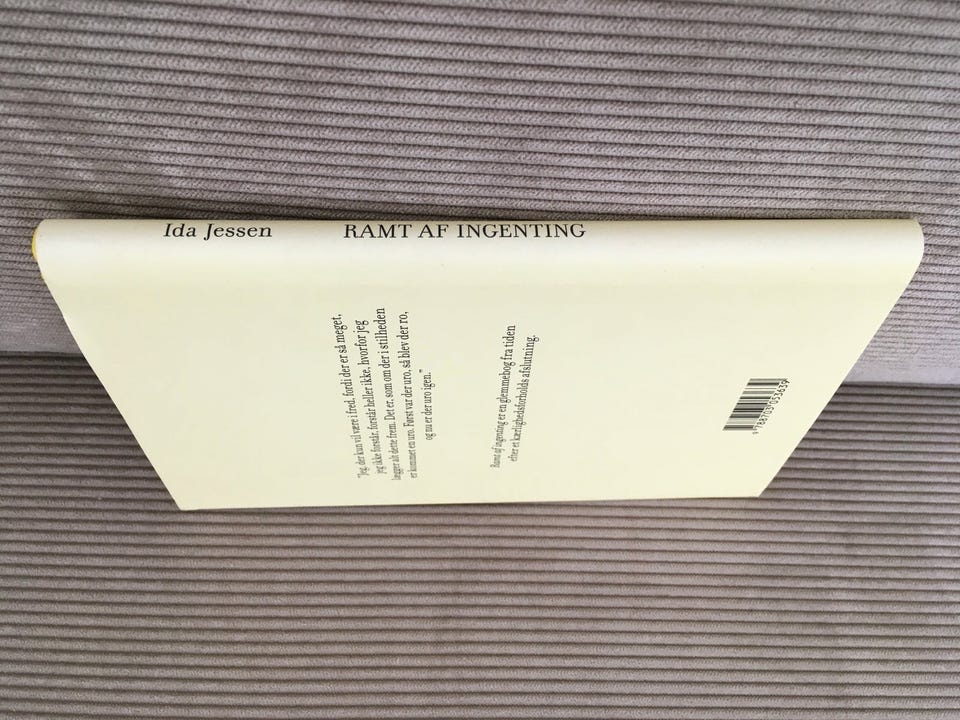 Ida Jessen
RAMT AF INGENTING
"Jeg, der kun vil være i fred, fordi der er så meget,
jeg ikke forstår, forstår heller ikke, hvorfor jeg
lægger alt dette frem. Det er, som om der i stilheden
er kommet en uro. Først var der uro, så blev der ro,
og nu er der uro igen."
Ramt af ingenting er en glemmebog fra tiden
efter et kærlighedsforholds afslutning.
9788703053639